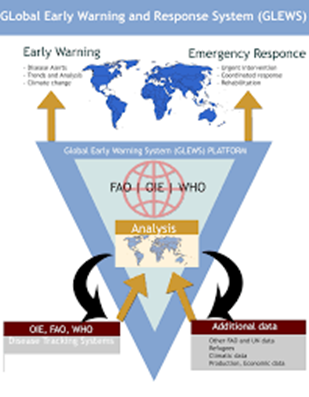 GLobal Early Warning and Response System (GLEWS)
Early Warning
- Disease Alerts
- Trends and Analysis
- Climate change
Emergency Responce
- Urgent intervention
- Coordinated response
- Rehabilitation
Global Early Warning System (GLEWS) PLATFORM
FAO | OIE | WHO
Analysis
OIE, FAO, WHO
Disease Tracking Systems
Additional data
Other FAO and UN data
Refugees
Climatic data
Production, Economic data